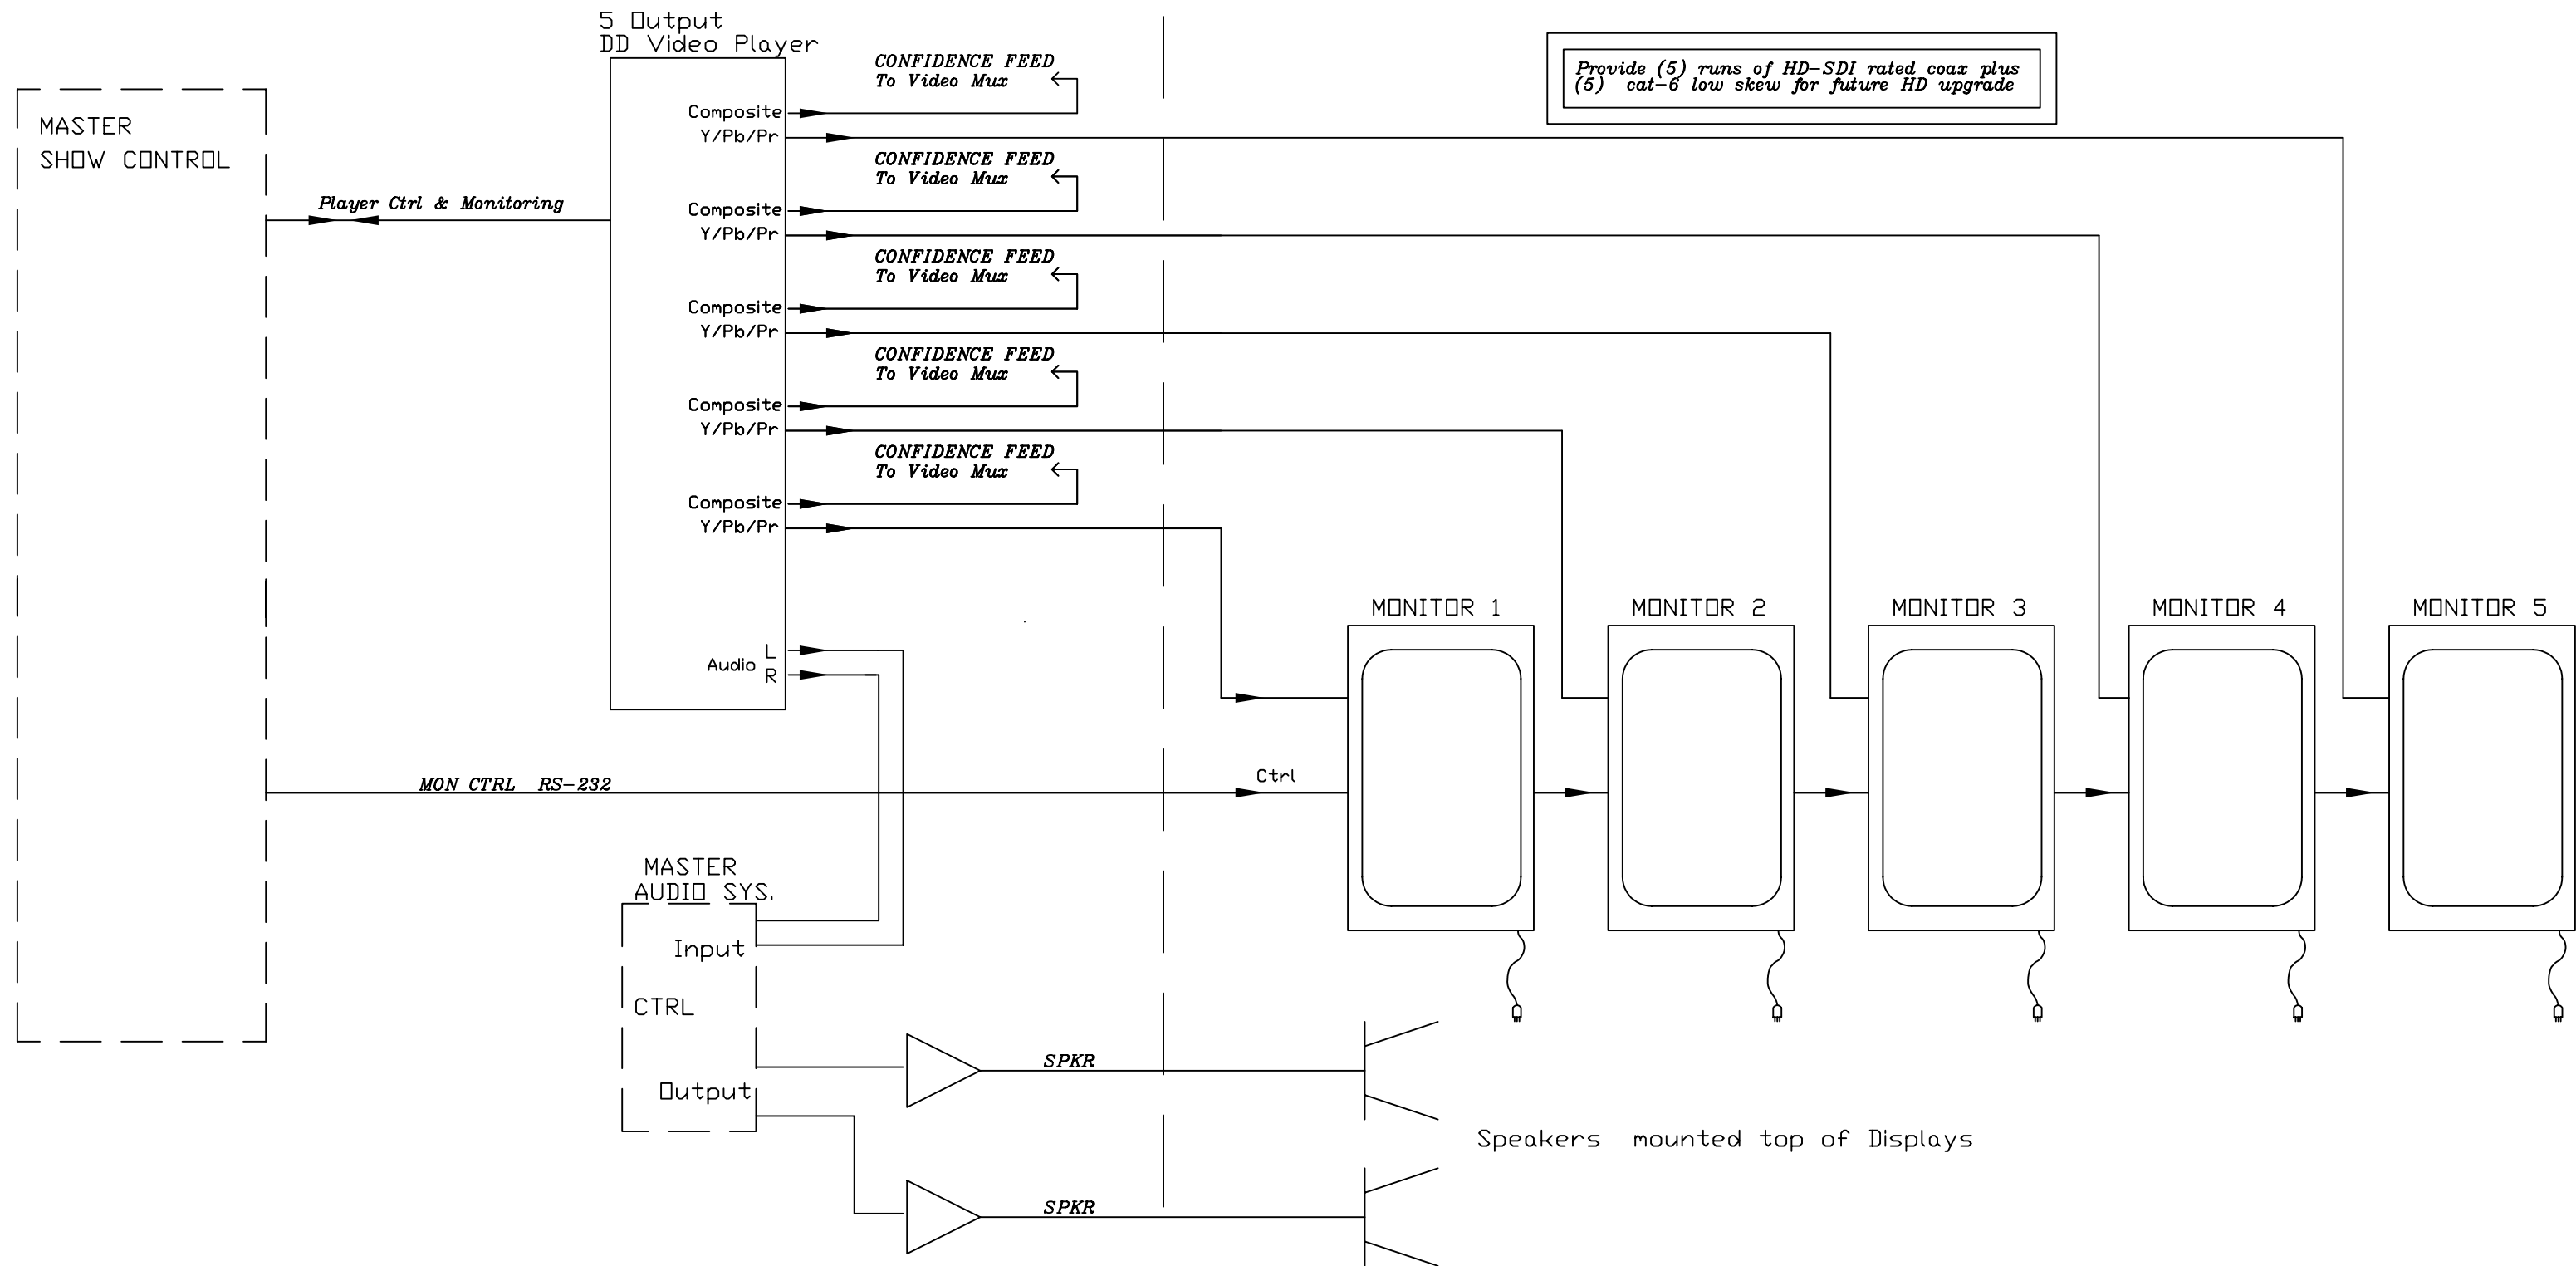 5 Output
DD Video Player
MASTER
SHOW CONTROL
Player Ctrl & Monitoring
CONFIDENCE FEED
To Video Mux
Composite
Y/Pb/Pr
CONFIDENCE FEED
To Video Mux
Composite
Y/Pb/Pr
CONFIDENCE FEED
To Video Mux
Composite
Y/Pb/Pr
CONFIDENCE FEED
To Video Mux
Composite
Y/Pb/Pr
CONFIDENCE FEED
To Video Mux
Composite
Y/Pb/Pr
Audio L
R
Provide (5) runs of HD-SDI rated coax plus
(5) cat-6 low skew for future HD upgrade
MONITOR 1
MONITOR 2
MONITOR 3
MONITOR 4
MONITOR 5
MON CTRL RS-232
Ctrl
MASTER
AUDIO SYS.
Input
CTRL
Output
SPKR
SPKR
Speakers mounted top of Displays